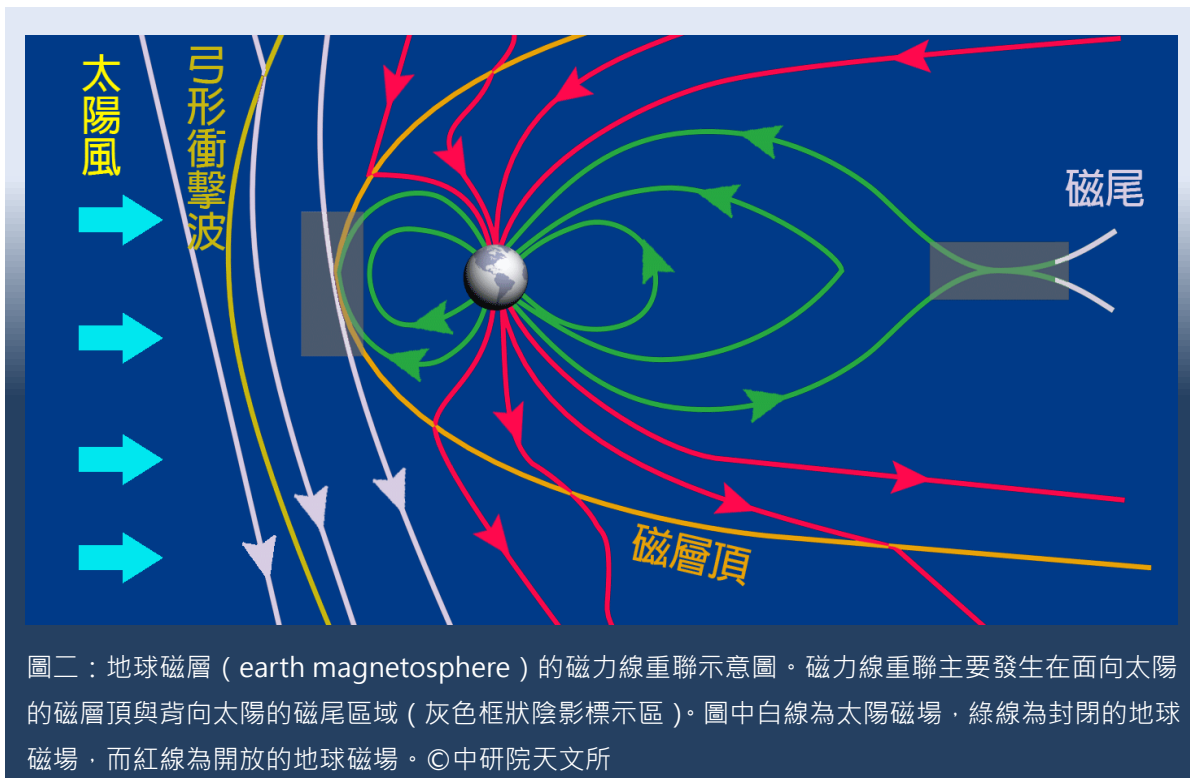 太陽風
弓形衝擊波
磁尾
磁層頂
圖二：地球磁層（earth magnetosphere）的磁力線重聯示意圖。磁力線重聯主要發生在面向太陽
的磁層頂與背向太陽的磁尾區域（灰色框狀陰影標示區）。圖中白線為太陽磁場，綠線為封閉的地球
磁場，而紅線為開放的地球磁場。©中研院天文所